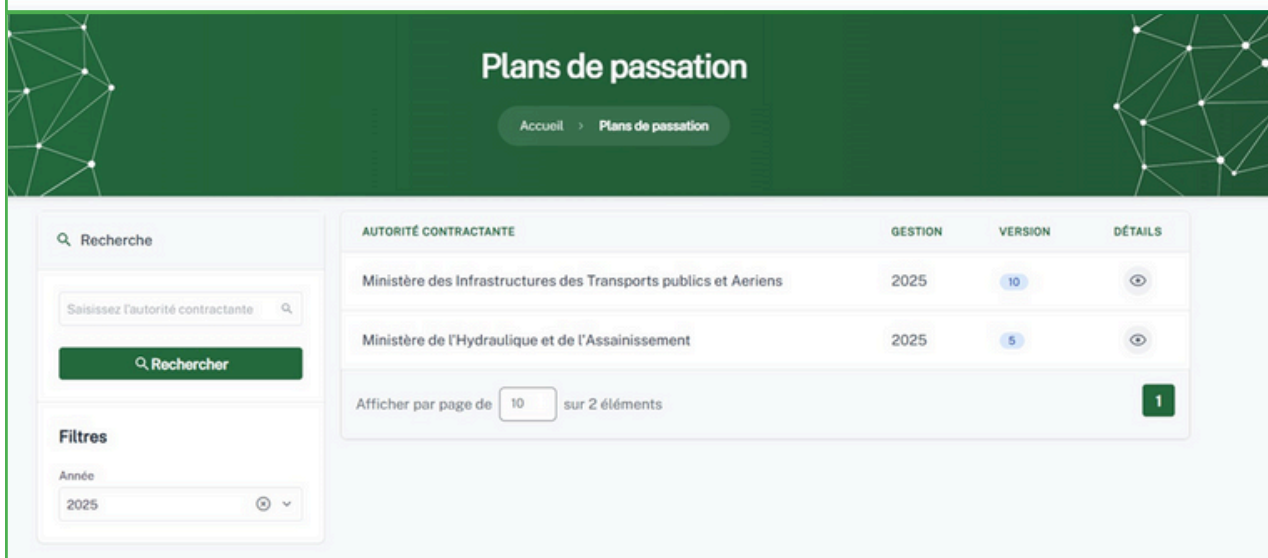 Plans de passation
Accueil > Plans de passation
Recherche
Saisissez l'autorité contractante
Rechercher
Filtres
Année
2025
AUTORITÉ CONTRACTANTE GESTION VERSION DÉTAILS
Ministère des Infrastructures des Transports publics et Aeriens 2025 10
Ministère de l'Hydraulique et de l'Assainissement 2025 5
Afficher par page de 10 sur 2 éléments
1